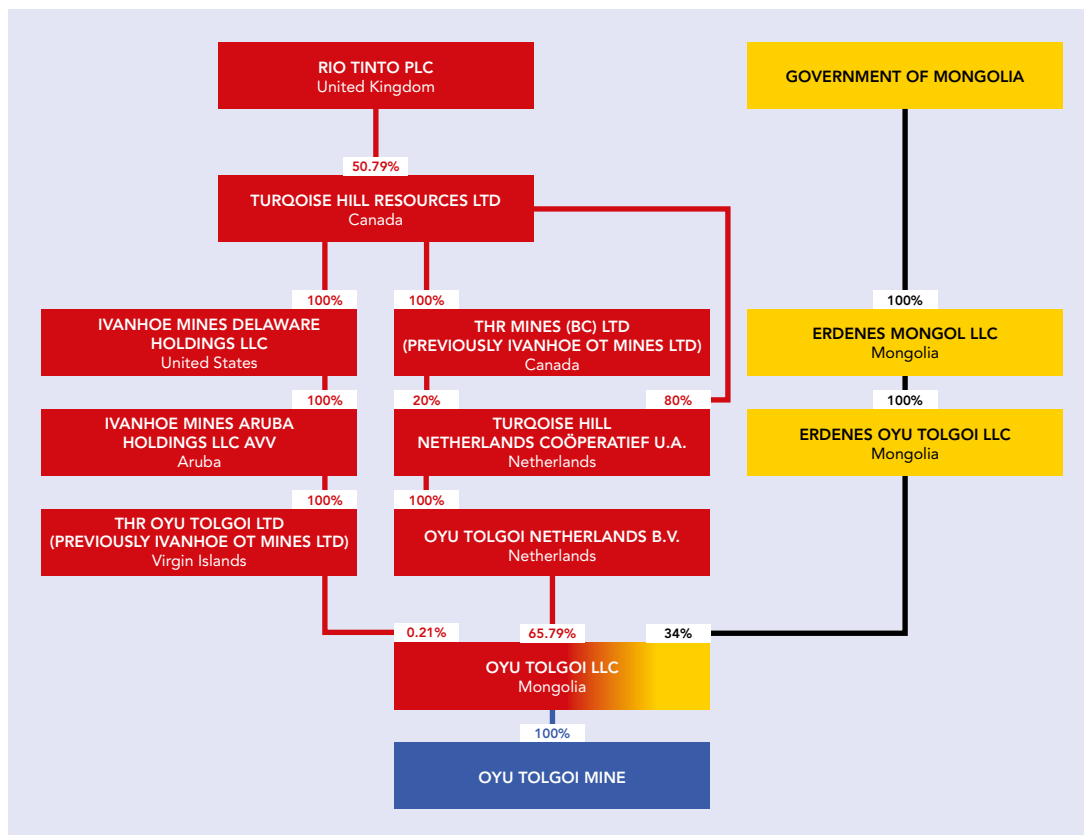 RIO TINTO PLC
United Kingdom
GOVERNMENT OF MONGOLIA
50.79%
TURQOISE HILL RESOURCES LTD
Canada
100%
100%
100%
IVANHOE MINES DELAWARE
HOLDINGS LLC
United States
THR MINES (BC) LTD
(PREVIOUSLY IVANHOE OT MINES LTD)
Canada
ERDENES MONGOL LLC
Mongolia
100%
20%
80%
100%
IVANHOE MINES ARUBA
HOLDINGS LLC AVV
Aruba
TURQOISE HILL
NETHERLANDS COÖPERATIEF U.A.
Netherlands
ERDENES OYU TOLGOI LLC
Mongolia
100%
100%
THR OYU TOLGOI LTD
(PREVIOUSLY IVANHOE OT MINES LTD)
Virgin Islands
OYU TOLGOI NETHERLANDS B.V.
Netherlands
0.21%
65.79%
34%
OYU TOLGOI LLC
Mongolia
100%
OYU TOLGOI MINE